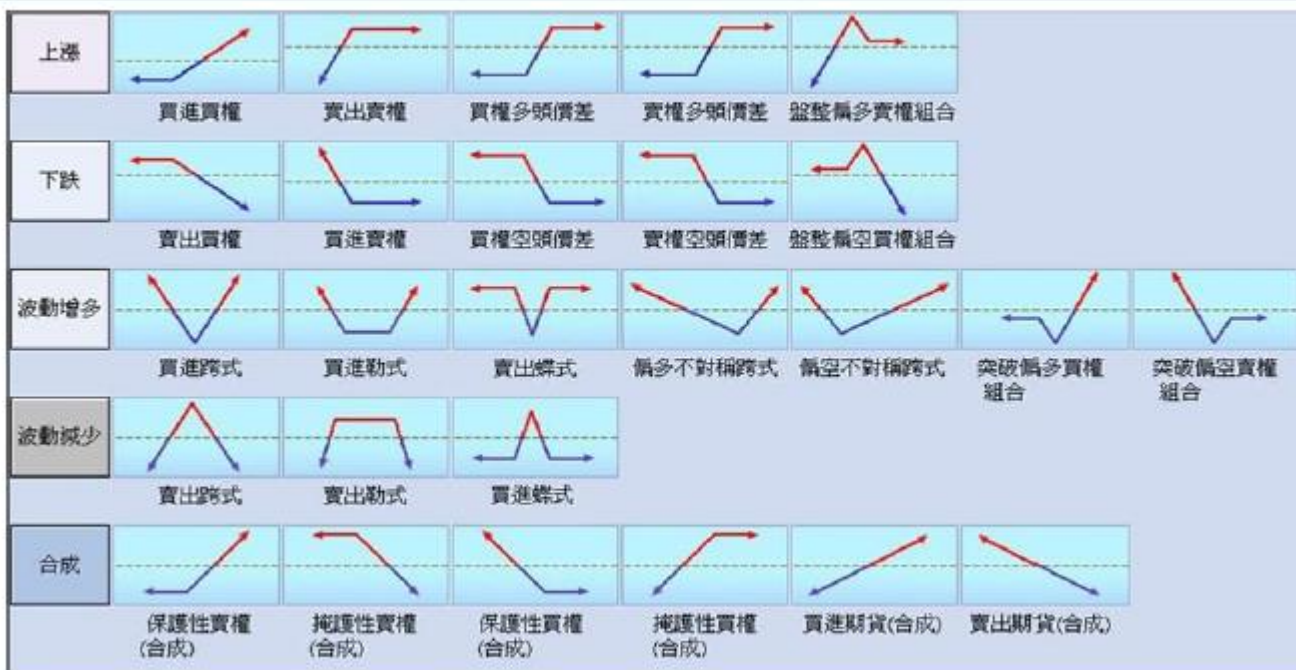 上漲
買進買權 賣出賣權 買權多頭價差 賣權多頭價差 盤整偏多賣權組合
下跌
賣出買權 買進賣權 買權空頭價差 賣權空頭價差 盤整偏空買權組合
波動增多
買進跨式 買進勒式 賣出蝶式 偏多不對稱跨式 偏空不對稱跨式 突破偏多買權 突破偏空賣權
組合 組合
波動減少
賣出跨式 賣出勒式 買進蝶式
合成
保護性賣權 掩護性賣權 保護性買權 掩護性買權 買進期貨(合成) 賣出期貨(合成)
(合成) (合成) (合成) (合成)